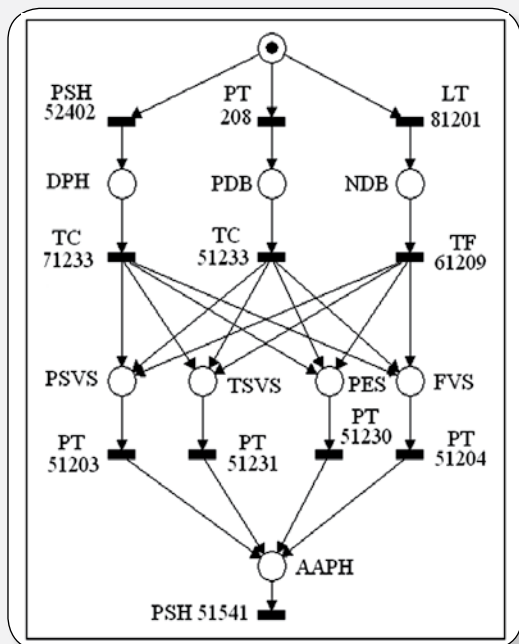 PSH
52402
PT
208
LT
81201
DPH
PDB
NDB
TC
71233
TC
51233
TF
61209
PSVS
TSVS
PES
FVS
PT
51203
PT
51231
PT
51230
PT
51204
AAPH
PSH 51541